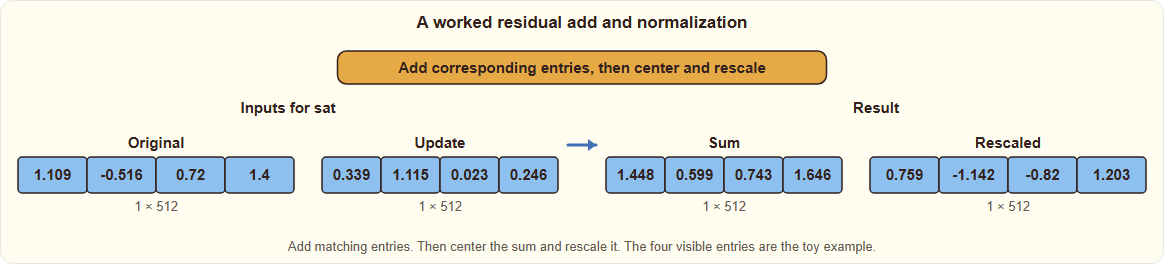 A worked residual add and normalization
Add corresponding entries, then center and rescale
Inputs for sat
Result
Original
Update
Sum
Rescaled
1.109 -0.516 0.72 1.4
0.339 1.115 0.023 0.246
1.448 0.599 0.743 1.646
0.759 -1.142 -0.82 1.203
1 × 512
1 × 512
1 × 512
1 × 512
Add matching entries. Then center the sum and rescale it. The four visible entries are the toy example.